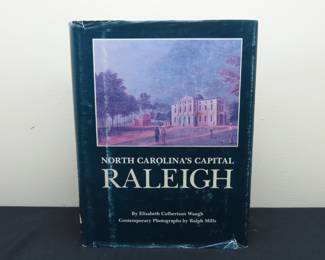 NORTH CAROLINA'S CAPITAL
RALEIGH
By Elizabeth Culbertson Waugh
Contemporary Photographs by Ralph Mills